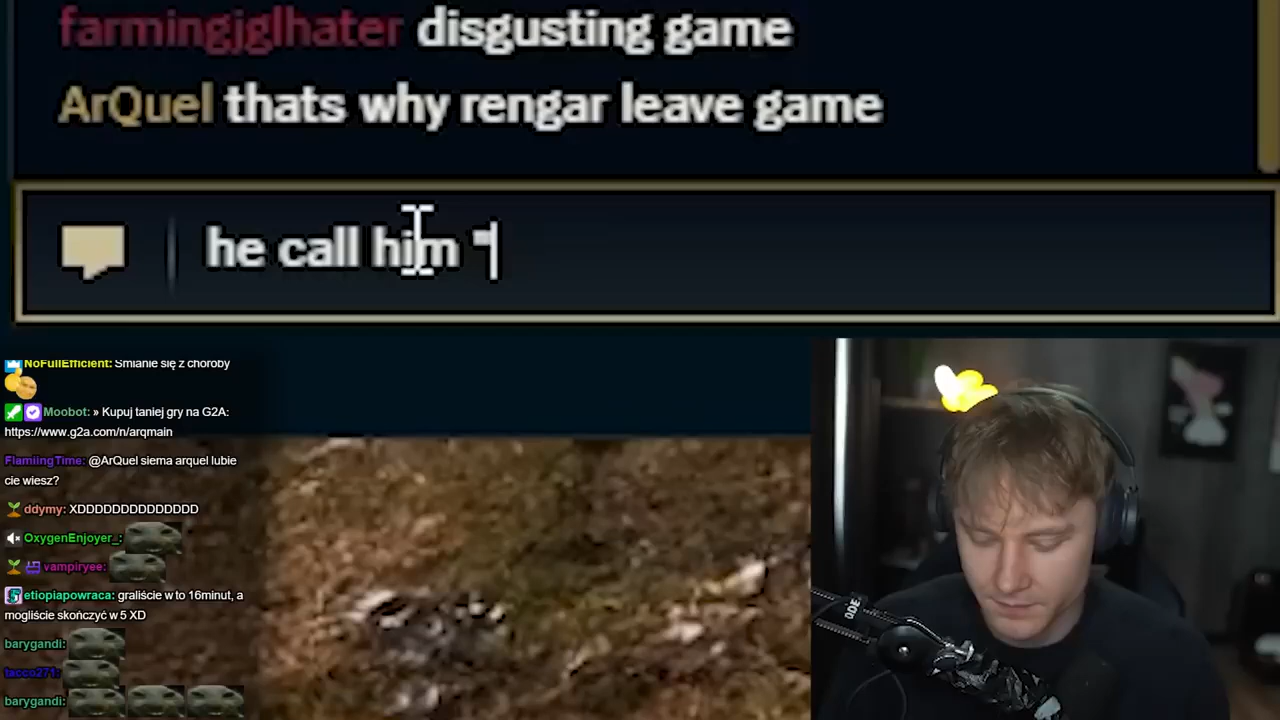 farmingjglhater disgusting game
ArQuel thats why rengar leave game
he call him "
NoFullEfficient: Smianie się z choroby
Moobot: » Kupuj taniej gry na G2A:
https://www.g2a.com/n/arqmain
FlamiingTime: @ArQuel siema arquel lubie
cie wiesz?
ddymy: XDDDDDDDDDDDDDD
OxygenEnjoyer_:
vampiryee:
etiopiapowraca: graliście w to 16minut, a
mogliście skończyć w 5 XD
barygandi:
tacco271:
barygandi:
ODE